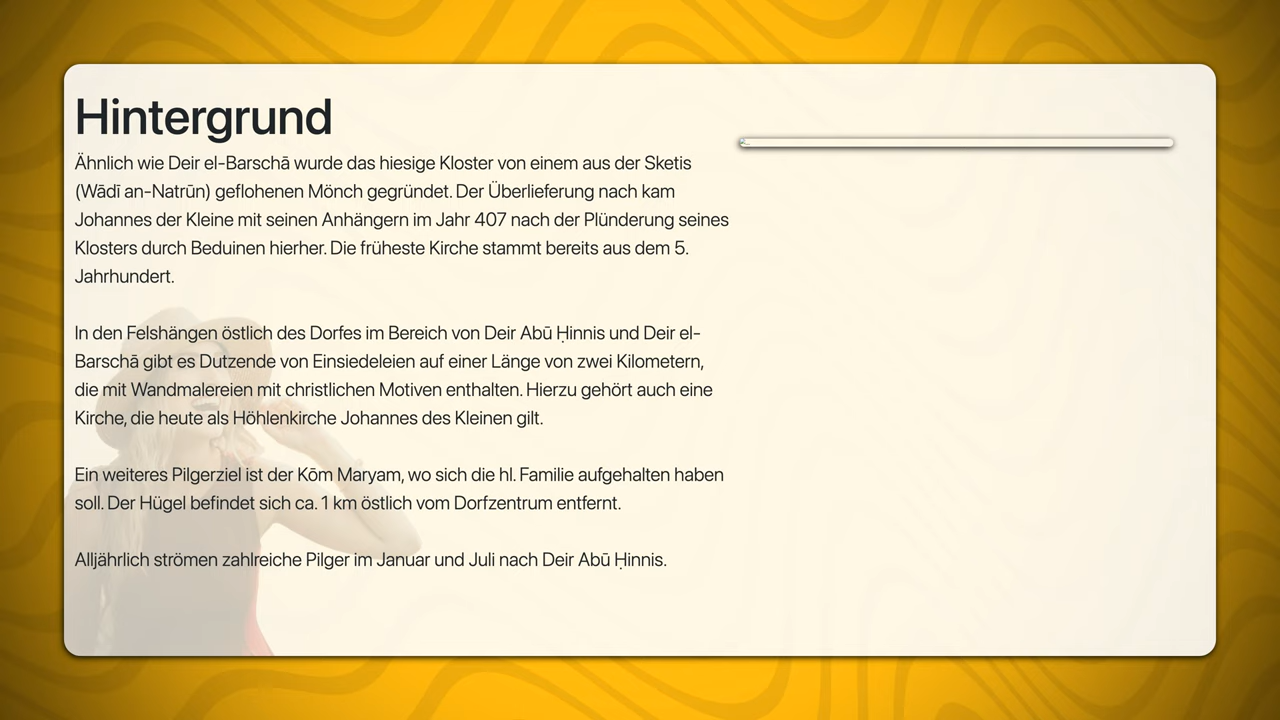 Hintergrund
Ähnlich wie Deir el-Barschā wurde das hiesige Kloster von einem aus der Sketis
(Wādī an-Natrūn) geflohenen Mönch gegründet. Der Überlieferung nach kam
Johannes der Kleine mit seinen Anhängern im Jahr 407 nach der Plünderung seines
Klosters durch Beduinen hierher. Die früheste Kirche stammt bereits aus dem 5.
Jahrhundert.
In den Felshängen östlich des Dorfes im Bereich von Deir Abū Ḥinnis und Deir el-
Barschā gibt es Dutzende von Einsiedeleien auf einer Länge von zwei Kilometern,
die mit Wandmalereien mit christlichen Motiven enthalten. Hierzu gehört auch eine
Kirche, die heute als Höhlenkirche Johannes des Kleinen gilt.
Ein weiteres Pilgerziel ist der Kōm Maryam, wo sich die hl. Familie aufgehalten haben
soll. Der Hügel befindet sich ca. 1 km östlich vom Dorfzentrum entfernt.
Alljährlich strömen zahlreiche Pilger im Januar und Juli nach Deir Abū Ḥinnis.